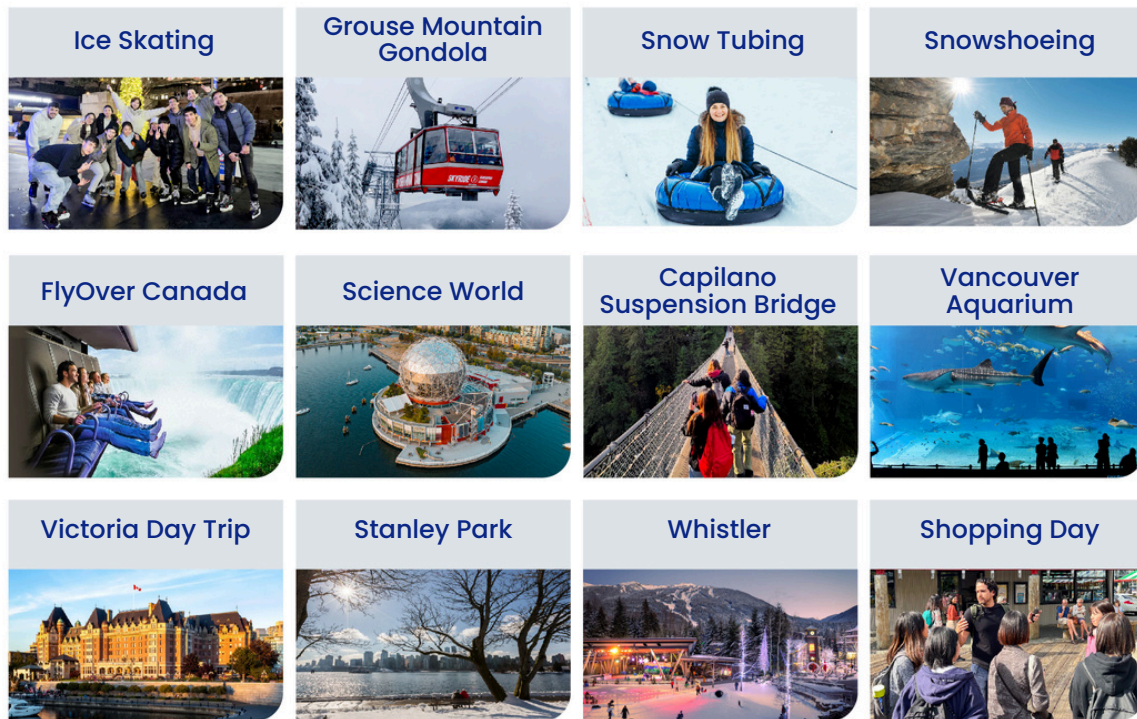 Ice Skating
Grouse Mountain
Gondola
Snow Tubing
Snowshoeing
SKYRIDE
FlyOver Canada
Science World
Capilano
Suspension Bridge
Vancouver
Aquarium
Victoria Day Trip
Stanley Park
Whistler
Shopping Day